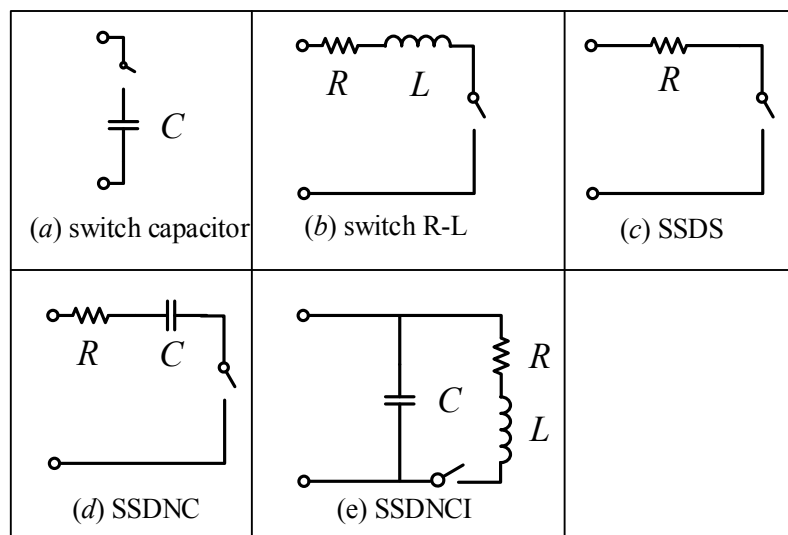 C
(a) switch capacitor
R L
(b) switch R-L
R
(c) SSDS
R C
(d) SSDNC
C
R
L
(e) SSDNCI